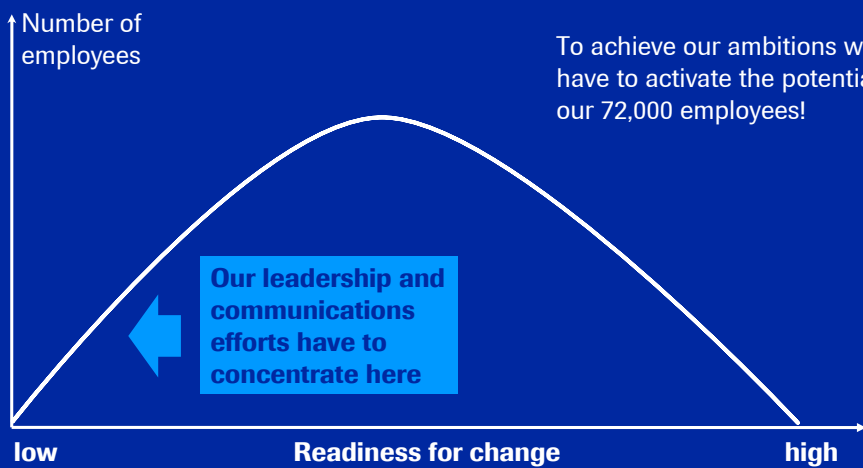 Number of
employees
To achieve our ambitions w
have to activate the potentia
our 72,000 employees!
Our leadership and
communications
efforts have to
concentrate here
low Readiness for change high